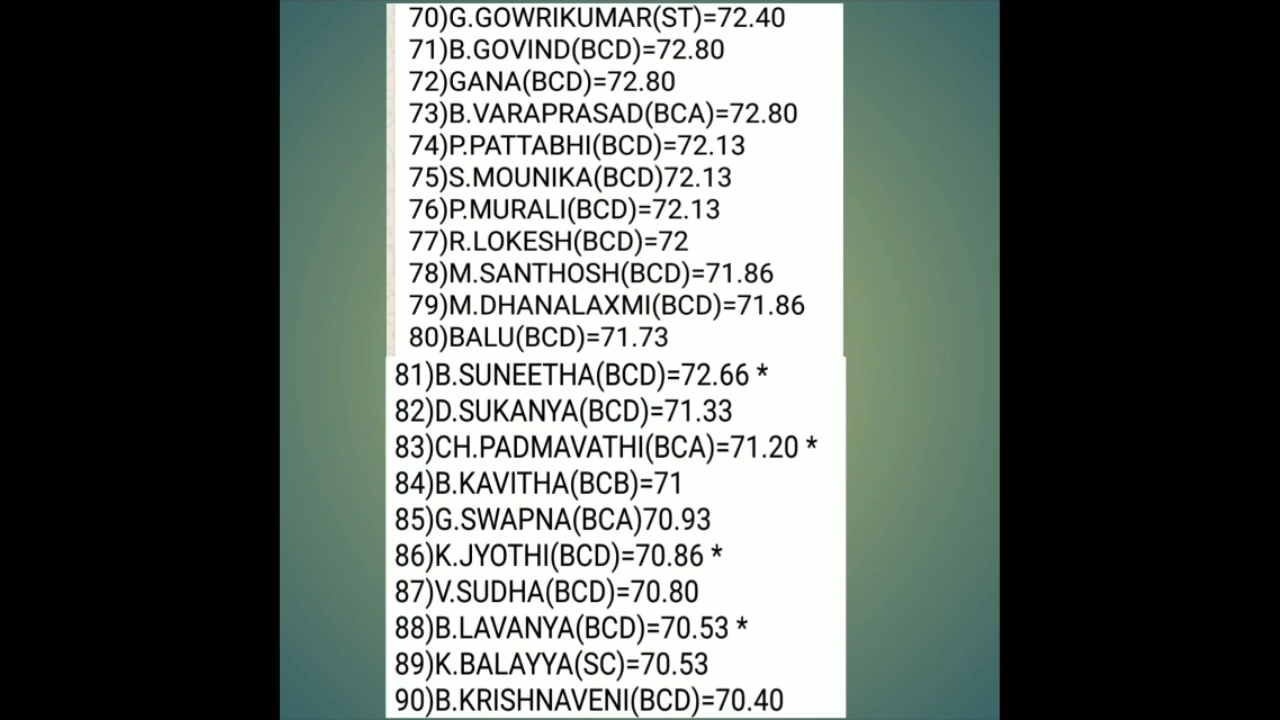 70)G.GOWRIKUMAR(ST)=72.40
71)B.GOVIND(BCD)=72.80
72)GANA(BCD)=72.80
73)B.VARAPRASAD(BCA)=72.80
74)P.PATTABHI(BCD)=72.13
75)S.MOUNIKA(BCD)72.13
76)P.MURALI(BCD)=72.13
77)R.LOKESH(BCD)=72
78)M.SANTHOSH(BCD)=71.86
79)M.DHANALAXMI(BCD)=71.86
80)BALU(BCD)=71.73
81)B.SUNEETHA(BCD)=72.66 *
82)D.SUKANYA(BCD)=71.33
83)CH.PADMAVATHI(BCA)=71.20 *
84)B.KAVITHA(BCB)=71
85)G.SWAPNA(BCA)70.93
86)K.JYOTHI(BCD)=70.86 *
87)V.SUDHA(BCD)=70.80
88)B.LAVANYA(BCD)=70.53 *
89)K.BALAYYA(SC)=70.53
90)B.KRISHNAVENI(BCD)=70.40